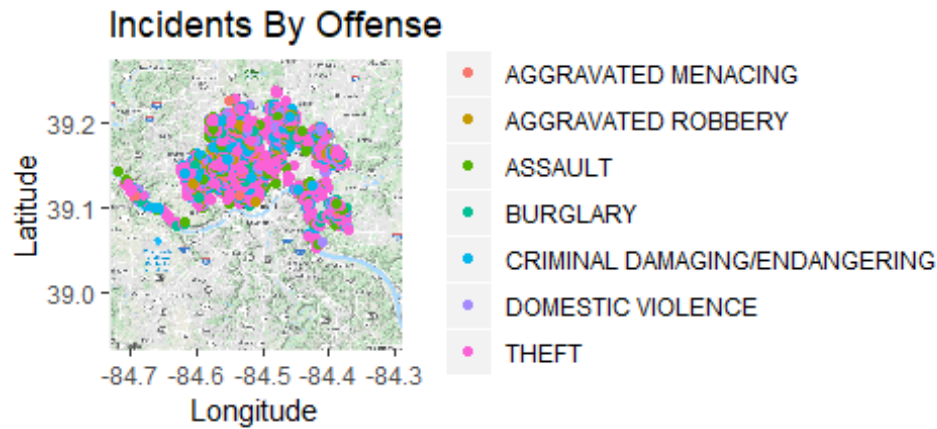 Incidents By Offense
AGGRAVATED MENACING
AGGRAVATED ROBBERY
ASSAULT
BURGLARY
CRIMINAL DAMAGING/ENDANGERING
DOMESTIC VIOLENCE
THEFT
Latitude
39.2
39.1
39.0
-84.7 -84.6 -84.5 -84.4 -84.3
Longitude